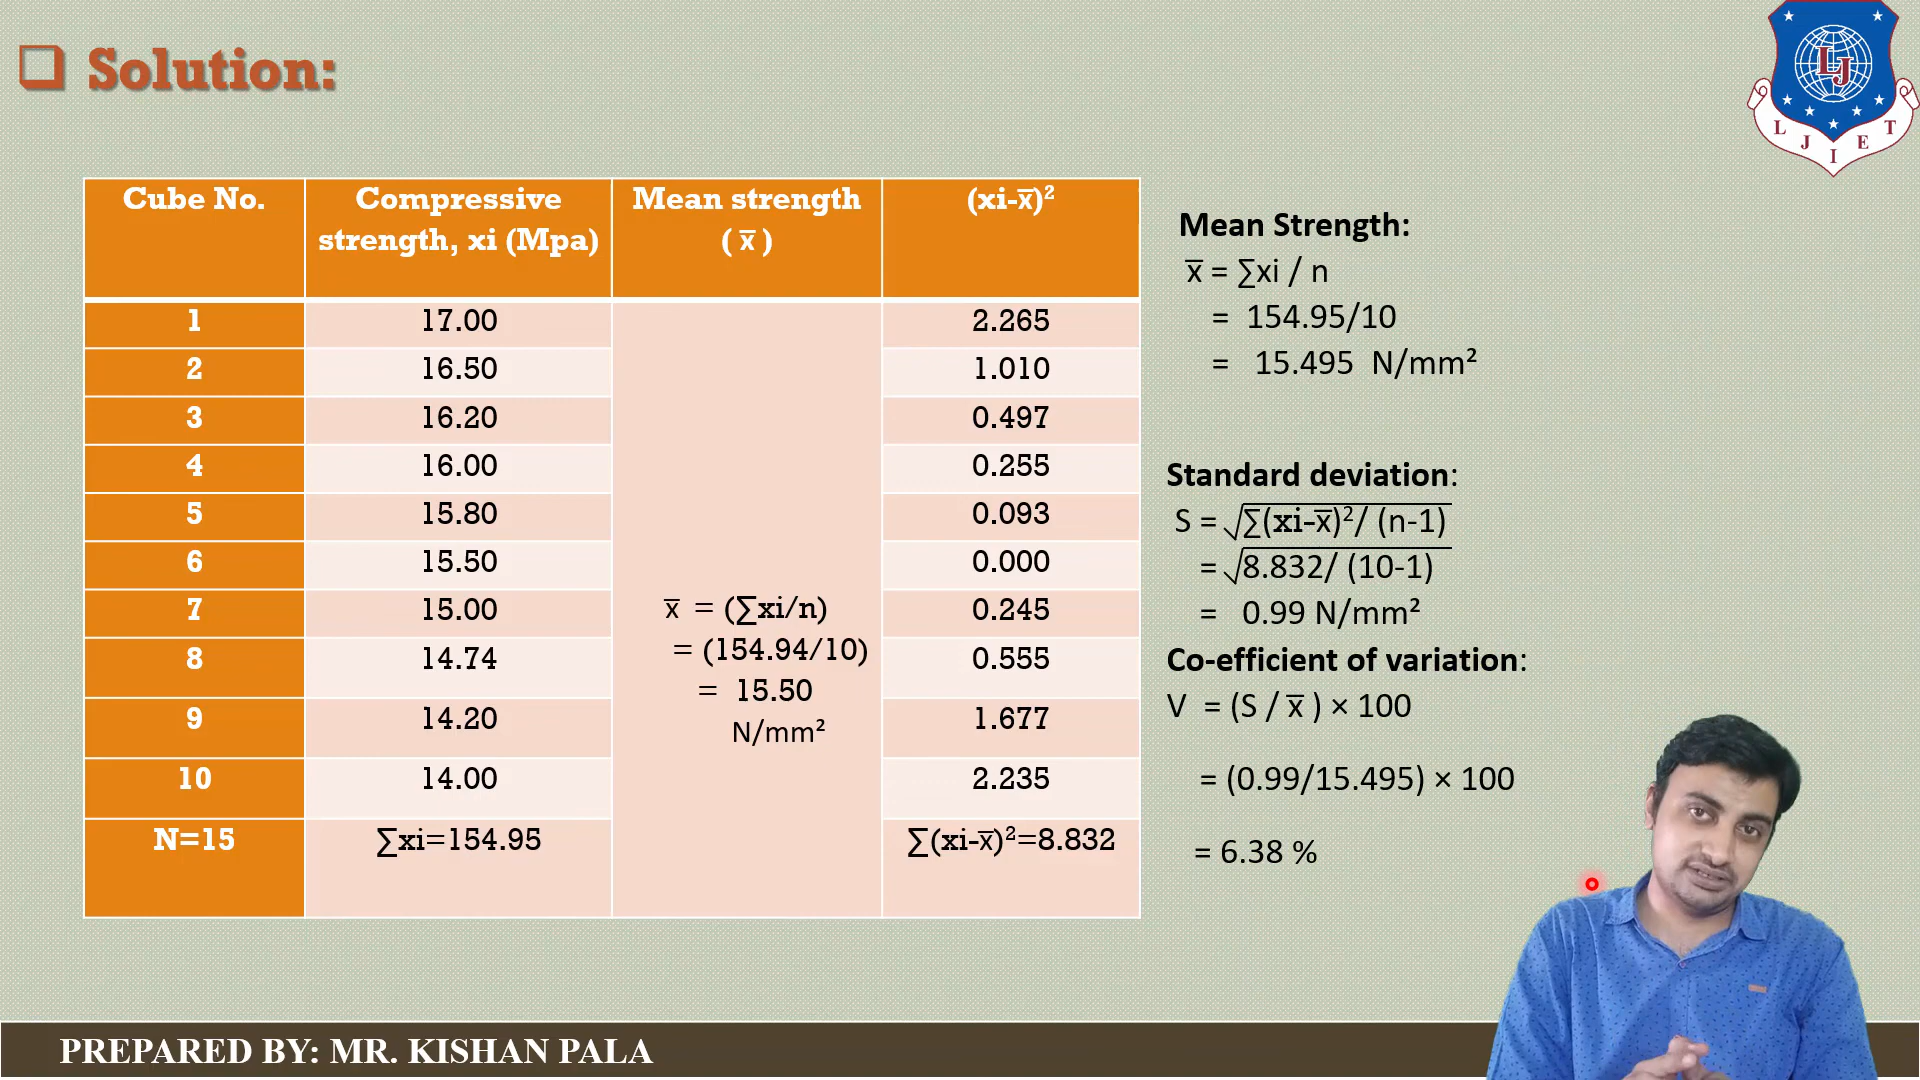 ❑ Solution:
LJ
L J I E T
Cube No. Compressive strength, xi (Mpa) Mean strength ( x̅ ) (xi-x̅)²
1 17.00 2.265
2 16.50 1.010
3 16.20 0.497
4 16.00 0.255
5 15.80 0.093
6 15.50 0.000
7 15.00 0.245
8 14.74 0.555
9 14.20 1.677
10 14.00 2.235
N=15 ∑xi=154.95 ∑(xi-x̅)²=8.832
x̅ = (∑xi/n)
= (154.94/10)
= 15.50
N/mm²
Mean Strength:
x̅ = ∑xi / n
= 154.95/10
= 15.495 N/mm²
Standard deviation:
S = √∑(xi-x̅)²/ (n-1)
= √8.832/ (10-1)
= 0.99 N/mm²
Co-efficient of variation:
V = (S / x̅ ) × 100
= (0.99/15.495) × 100
= 6.38 %
PREPARED BY: MR. KISHAN PALA